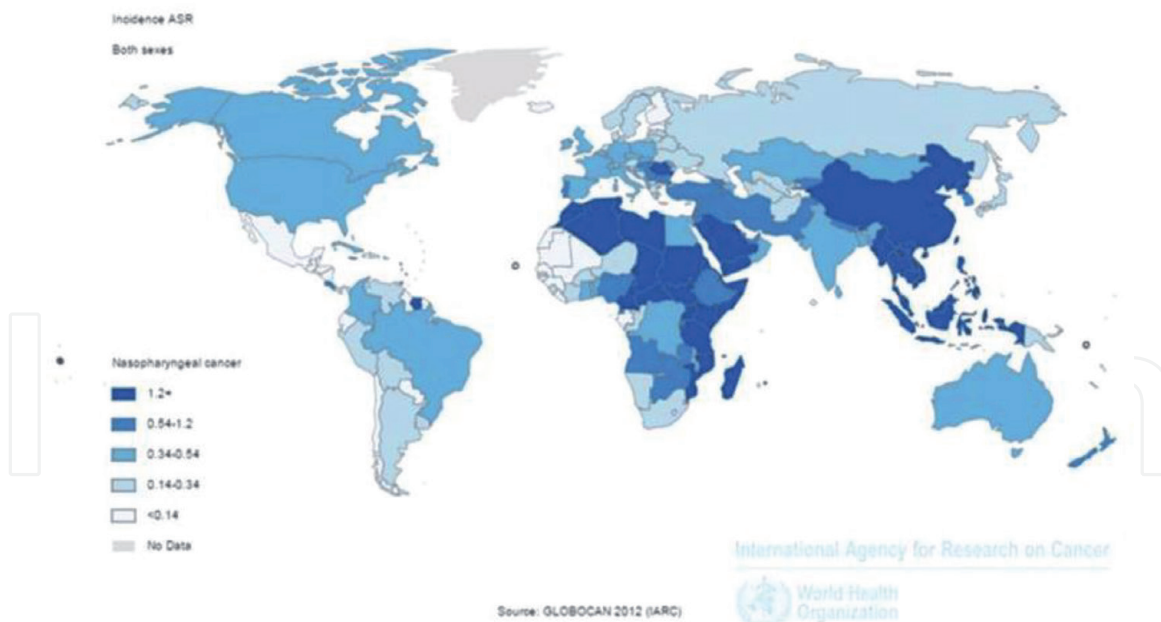 Incidence ASR
Both sexes
Nasopharyngeal cancer
1.2+
0.54-1.2
0.34-0.54
0.14-0.34
<0.14
No Data
International Agency for Research on Cancer
World Health
Organization
Source: GLOBOCAN 2012 (IARC)